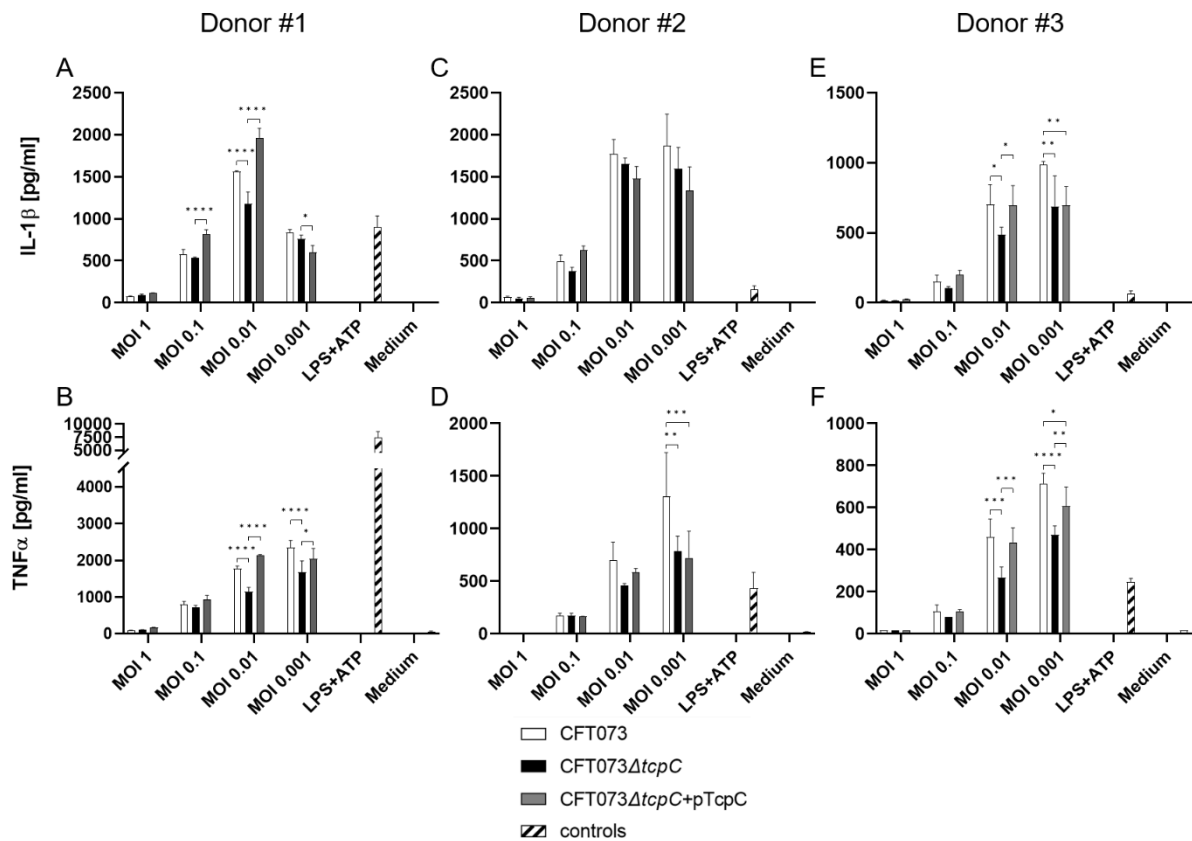 Donor #1 Donor #2 Donor #3
A C E
IL-1β [pg/ml]
2500
2000
1500
1000
500
0
**** **** **** *
MOI 1 MOI 0.1 MOI 0.01 MOI 0.001 LPS+ATP Medium
2500
2000
1500
1000
500
0
MOI 1 MOI 0.1 MOI 0.01 MOI 0.001 LPS+ATP Medium
1500
1000
500
0
* * ** **
MOI 1 MOI 0.1 MOI 0.01 MOI 0.001 LPS+ATP Medium
B D F
TNFα [pg/ml]
10000
7500
5000
4000
3000
2000
1000
0
**** **** **** *
MOI 1 MOI 0.1 MOI 0.01 MOI 0.001 LPS+ATP Medium
2000
1500
1000
500
0
*** **
MOI 1 MOI 0.1 MOI 0.01 MOI 0.001 LPS+ATP Medium
1000
800
600
400
200
0
*** *** * ** ****
MOI 1 MOI 0.1 MOI 0.01 MOI 0.001 LPS+ATP Medium
CFT073
CFT073ΔtcpC
CFT073ΔtcpC+pTcpC
controls